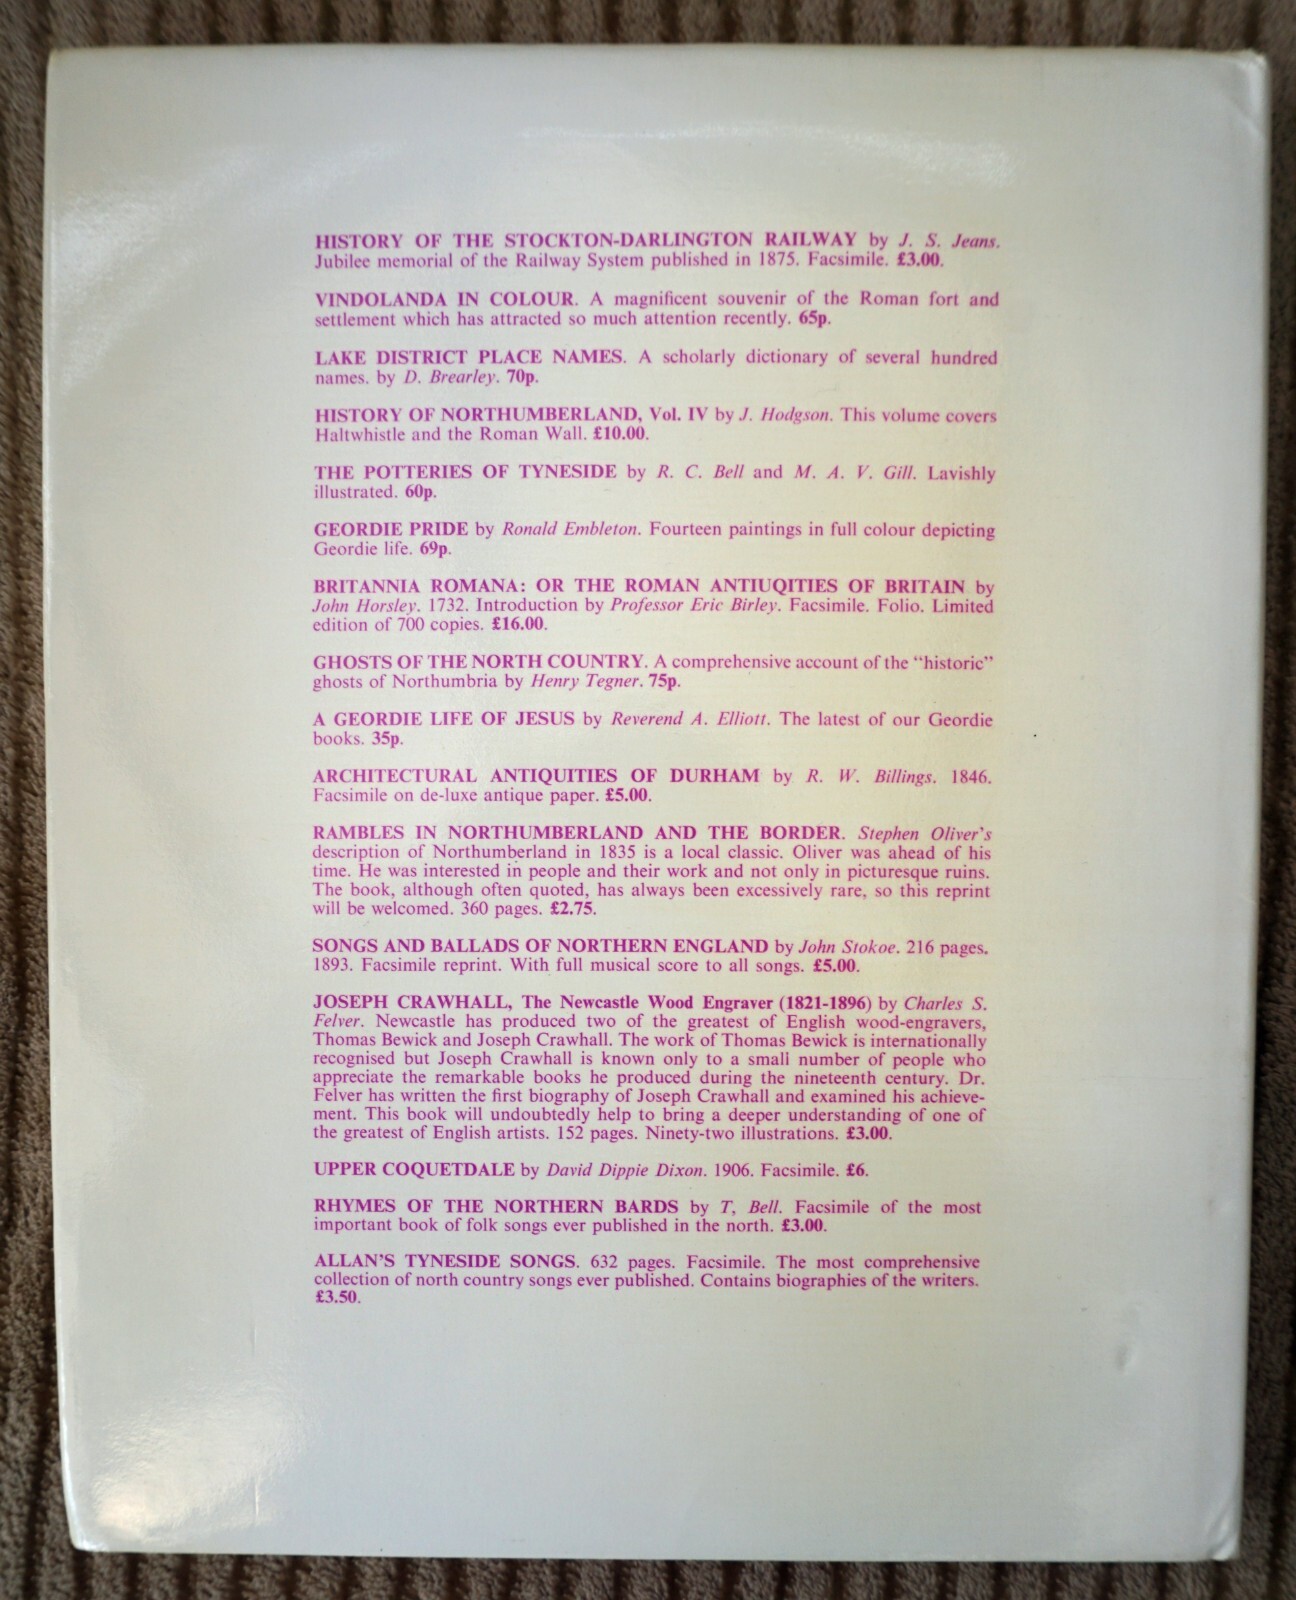 HISTORY OF THE STOCKTON-DARLINGTON RAILWAY by J. S. Jeans.
Jubilee memorial of the Railway System published in 1875. Facsimile. £3.00.
VINDOLANDA IN COLOUR. A magnificent souvenir of the Roman fort and
settlement which has attracted so much attention recently. 65p.
LAKE DISTRICT PLACE NAMES. A scholarly dictionary of several hundred
names. by D. Brearley. 70p.
HISTORY OF NORTHUMBERLAND, Vol. IV by J. Hodgson. This volume covers
Haltwhistle and the Roman Wall. £10.00.
THE POTTERIES OF TYNESIDE by R. C. Bell and M. A. V. Gill. Lavishly
illustrated. 60p.
GEORDIE PRIDE by Ronald Embleton. Fourteen paintings in full colour depicting
Geordie life. 69p.
BRITANNIA ROMANA: OR THE ROMAN ANTIUQITIES OF BRITAIN by
John Horsley. 1732. Introduction by Professor Eric Birley. Facsimile. Folio. Limited
edition of 700 copies. £16.00.
GHOSTS OF THE NORTH COUNTRY. A comprehensive account of the "historic"
ghosts of Northumbria by Henry Tegner. 75p.
A GEORDIE LIFE OF JESUS by Reverend A. Elliott. The latest of our Geordie
books. 35p.
ARCHITECTURAL ANTIQUITIES OF DURHAM by R. W. Billings. 1846.
Facsimile on de-luxe antique paper. £5.00.
RAMBLES IN NORTHUMBERLAND AND THE BORDER. Stephen Oliver's
description of Northumberland in 1835 is a local classic. Oliver was ahead of his
time. He was interested in people and their work and not only in picturesque ruins.
The book, although often quoted, has always been excessively rare, so this reprint
will be welcomed. 360 pages. £2.75.
SONGS AND BALLADS OF NORTHERN ENGLAND by John Stokoe. 216 pages.
1893. Facsimile reprint. With full musical score to all songs. £5.00.
JOSEPH CRAWHALL, The Newcastle Wood Engraver (1821-1896) by Charles S.
Felver. Newcastle has produced two of the greatest of English wood-engravers,
Thomas Bewick and Joseph Crawhall. The work of Thomas Bewick is internationally
recognised but Joseph Crawhall is known only to a small number of people who
appreciate the remarkable books he produced during the nineteenth century. Dr.
Felver has written the first biography of Joseph Crawhall and examined his achieve-
ment. This book will undoubtedly help to bring a deeper understanding of one of
the greatest of English artists. 152 pages. Ninety-two illustrations. £3.00.
UPPER COQUETDALE by David Dippie Dixon. 1906. Facsimile. £6.
RHYMES OF THE NORTHERN BARDS by T, Bell. Facsimile of the most
important book of folk songs ever published in the north. £3.00.
ALLAN'S TYNESIDE SONGS. 632 pages. Facsimile. The most comprehensive
collection of north country songs ever published. Contains biographies of the writers.
£3.50.